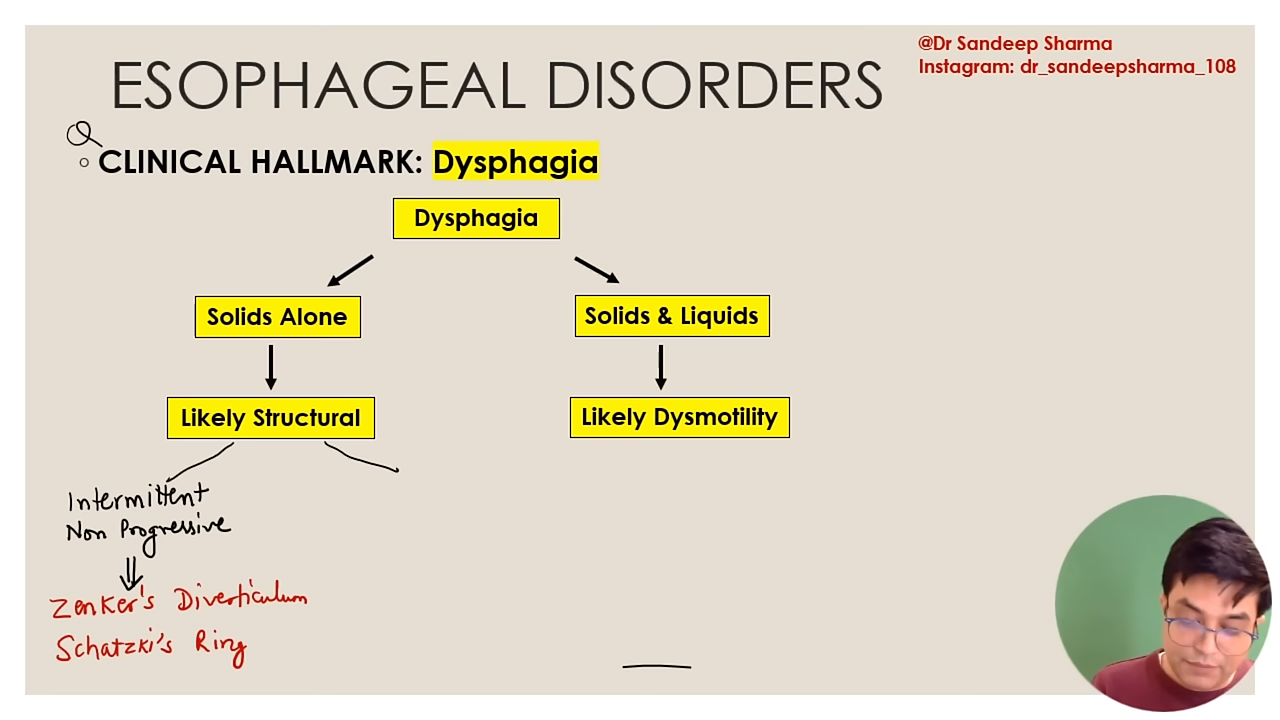 @Dr Sandeep Sharma
Instagram: dr_sandeepsharma_108
ESOPHAGEAL DISORDERS
Q
CLINICAL HALLMARK: Dysphagia
Dysphagia
Solids Alone
Solids & Liquids
Likely Structural
Likely Dysmotility
Intermittent
Non Progressive
Zenker's Diverticulum
Schatzki's Ring